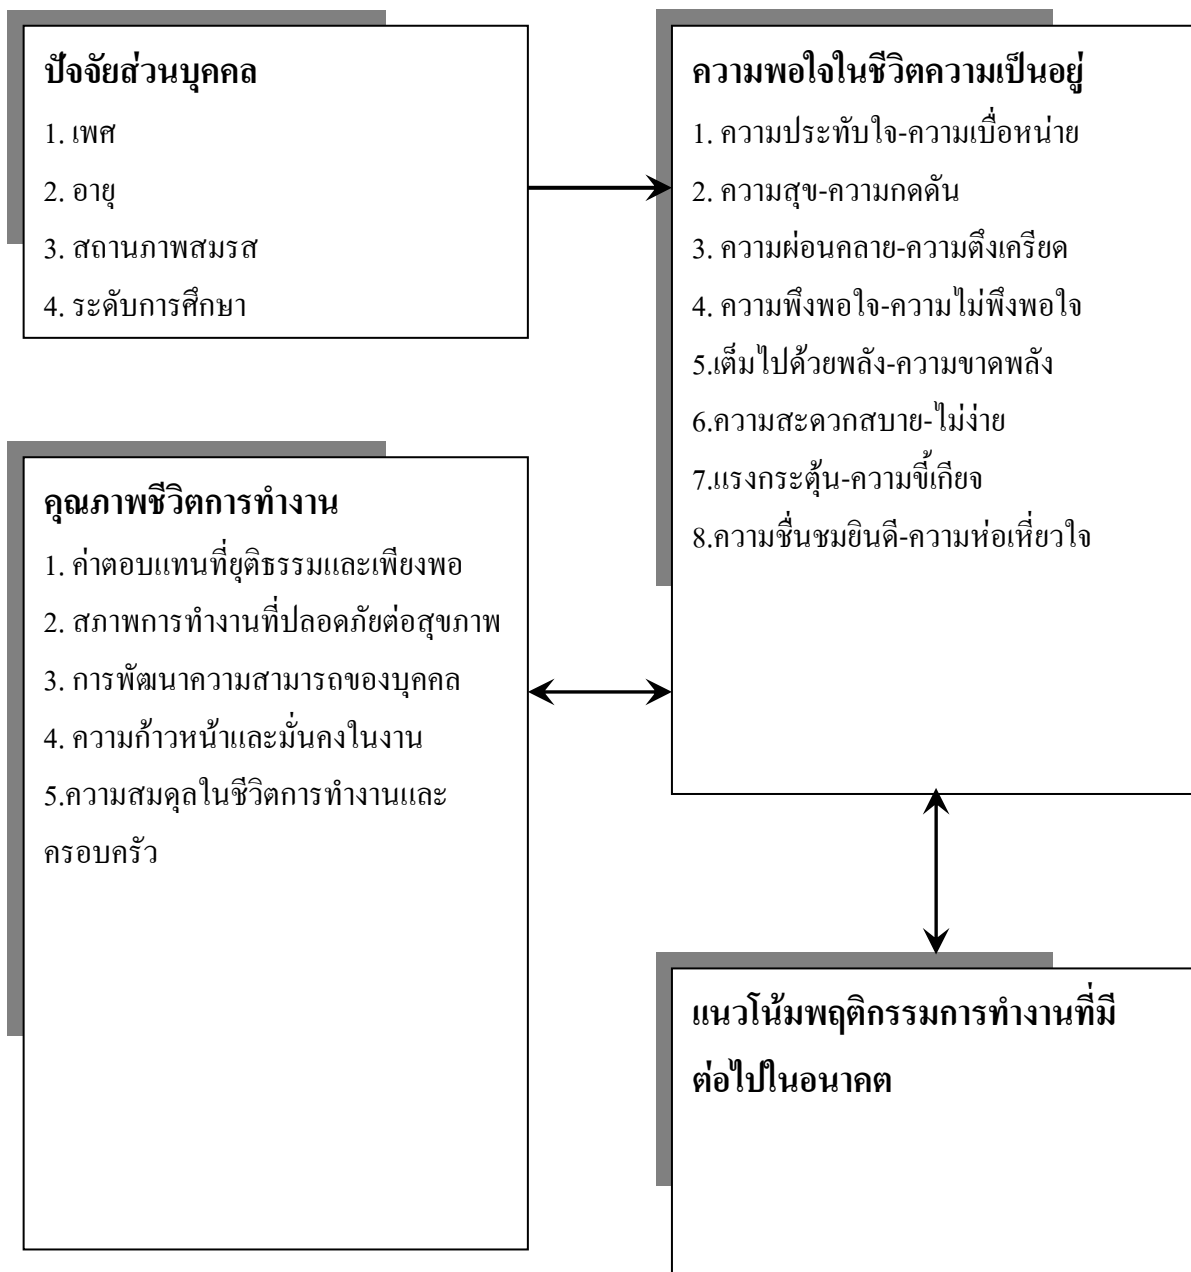 ปัจจัยส่วนบุคคล
1. เพศ
2. อายุ
3. สถานภาพสมรส
4. ระดับการศึกษา
ความพอใจในชีวิตความเป็นอยู่
1. ความประทับใจ-ความเบื่อหน่าย
2. ความสุข-ความกดดัน
3. ความผ่อนคลาย-ความตึงเครียด
4. ความพึงพอใจ-ความไม่พึงพอใจ
5.เต็มไปด้วยพลัง-ความขาดพลัง
6.ความสะดวกสบาย-ไม่ง่าย
7.แรงกระตุ้น-ความขี้เกียจ
8.ความชื่นชมยินดี-ความห่อเหี่ยวใจ
คุณภาพชีวิตการทำงาน
1. ค่าตอบแทนที่ยุติธรรมและเพียงพอ
2. สภาพการทำงานที่ปลอดภัยต่อสุขภาพ
3. การพัฒนาความสามารถของบุคคล
4. ความก้าวหน้าและมั่นคงในงาน
5.ความสมดุลในชีวิตการทำงานและ
ครอบครัว
แนวโน้มพฤติกรรมการทำงานที่มี
ต่อไปในอนาคต